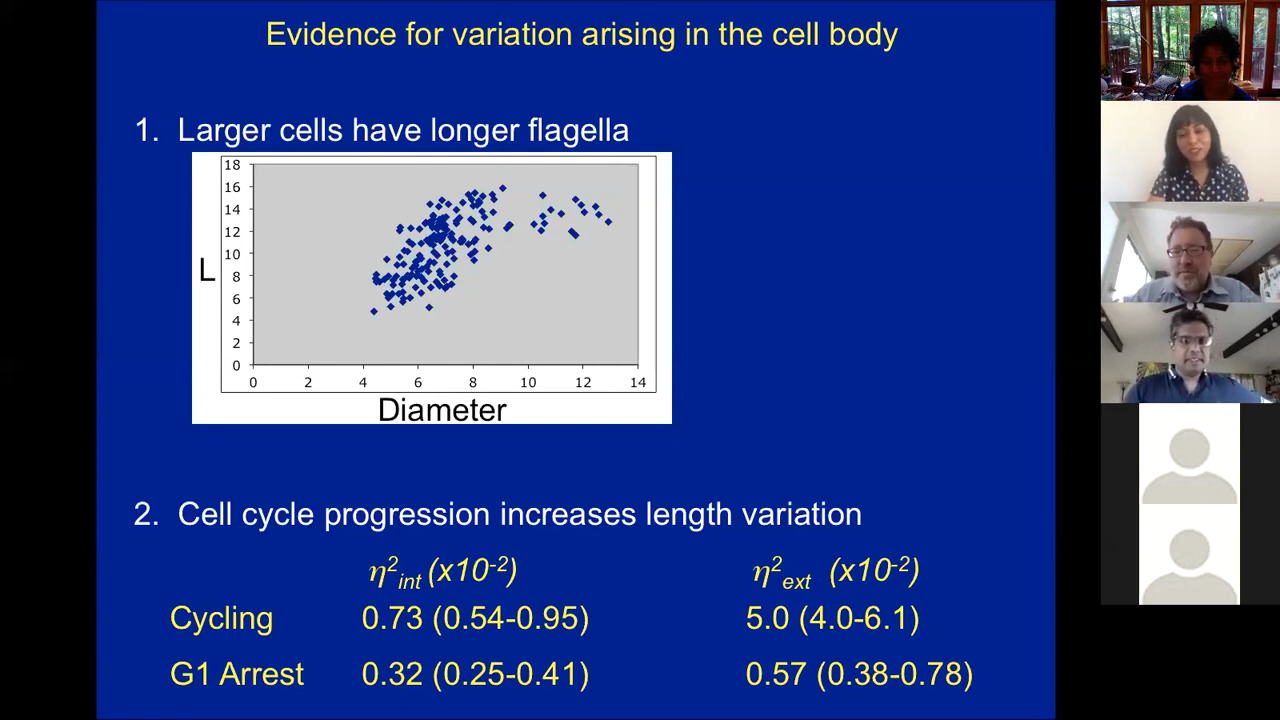 Evidence for variation arising in the cell body
1. Larger cells have longer flagella
18
16
14
12
10
8
6
4
2
0
L
0 2 4 6 8 10 12 14
Diameter
2. Cell cycle progression increases length variation
η²int (x10⁻²) η²ext (x10⁻²)
Cycling 0.73 (0.54-0.95) 5.0 (4.0-6.1)
G1 Arrest 0.32 (0.25-0.41) 0.57 (0.38-0.78)